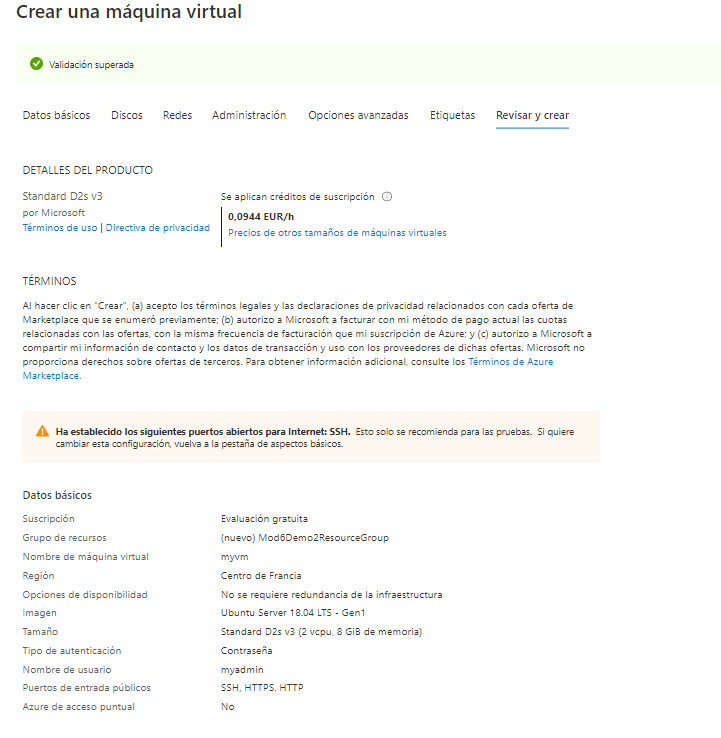 Crear una máquina virtual
Validación superada
Datos básicos Discos Redes Administración Opciones avanzadas Etiquetas Revisar y crear
DETALLES DEL PRODUCTO
Standard D2s v3
por Microsoft
Términos de uso | Directiva de privacidad
Se aplican créditos de suscripción
0,0944 EUR/h
Precios de otros tamaños de máquinas virtuales
TÉRMINOS
Al hacer clic en "Crear", (a) acepto los términos legales y las declaraciones de privacidad relacionados con cada oferta de
Marketplace que se enumeró previamente; (b) autorizo a Microsoft a facturar con mi método de pago actual las cuotas
relacionadas con las ofertas, con la misma frecuencia de facturación que mi suscripción de Azure; y (c) autorizo a Microsoft a
compartir mi información de contacto y los datos de transacción y uso con los proveedores de dichas ofertas. Microsoft no
proporciona derechos sobre ofertas de terceros. Para obtener información adicional, consulte los Términos de Azure
Marketplace.
Ha establecido los siguientes puertos abiertos para Internet: SSH. Esto solo se recomienda para las pruebas. Si quiere
cambiar esta configuración, vuelva a la pestaña de aspectos básicos.
Datos básicos
Suscripción Evaluación gratuita
Grupo de recursos (nuevo) Mod6Demo2ResourceGroup
Nombre de máquina virtual myvm
Región Centro de Francia
Opciones de disponibilidad No se requiere redundancia de la infraestructura
Imagen Ubuntu Server 18.04 LTS - Gen1
Tamaño Standard D2s v3 (2 vcpu, 8 GiB de memoria)
Tipo de autenticación Contraseña
Nombre de usuario myadmin
Puertos de entrada públicos SSH, HTTPS, HTTP
Azure de acceso puntual No